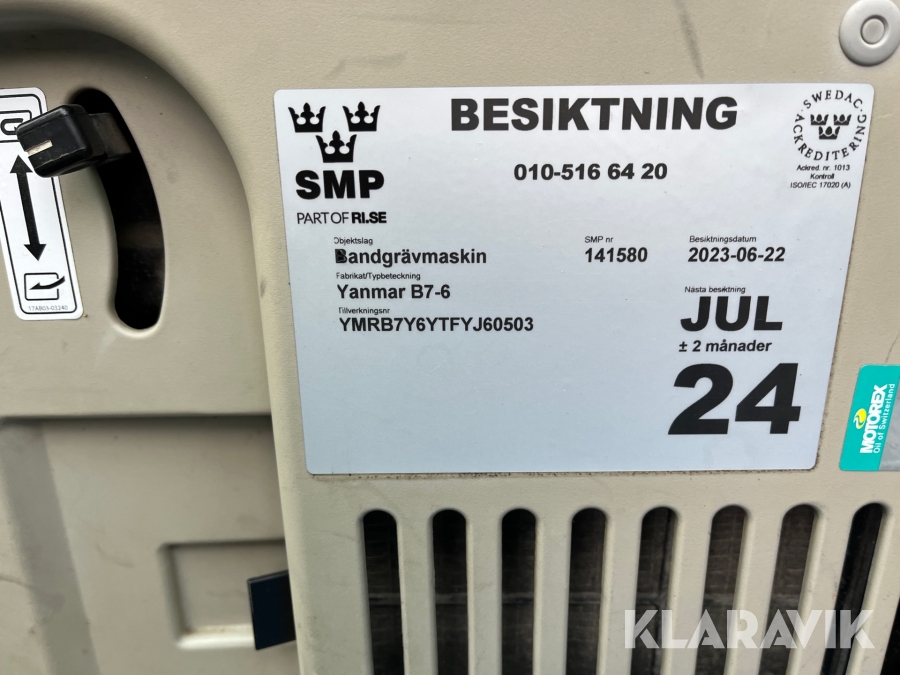 BESIKTNING
010-516 64 20
SMP
PART OF RI.SE
SWEDAC
ACKREDITERING
Ackred. nr. 1013
Kontroll
ISO/IEC 17020 (A)
Objektslag
Bandgrävmaskin
SMP nr
141580
Besiktningsdatum
2023-06-22
Fabrikat/Typbeteckning
Yanmar B7-6
Tillverkningsnr
YMRB7Y6YTFYJ60503
Nästa besiktning
JUL
± 2 månader
24
MOTOREX
Oil of Switzerland
KLARAVIK